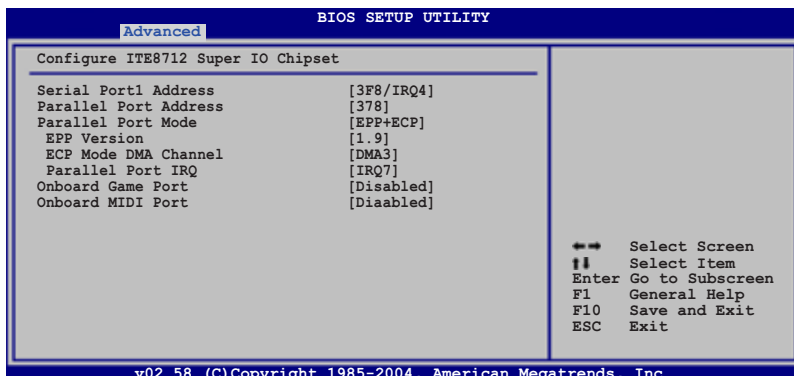 BIOS SETUP UTILITY
Advanced
Configure ITE8712 Super IO Chipset
Serial Port1 Address [3F8/IRQ4]
Parallel Port Address [378]
Parallel Port Mode [EPP+ECP]
EPP Version [1.9]
ECP Mode DMA Channel [DMA3]
Parallel Port IRQ [IRQ7]
Onboard Game Port [Disabled]
Onboard MIDI Port [Diaabled]
Select Screen
Select Item
Enter Go to Subscreen
F1 General Help
F10 Save and Exit
ESC Exit
v02.58 (C)Copyright 1985-2004, American Megatrends, Inc.